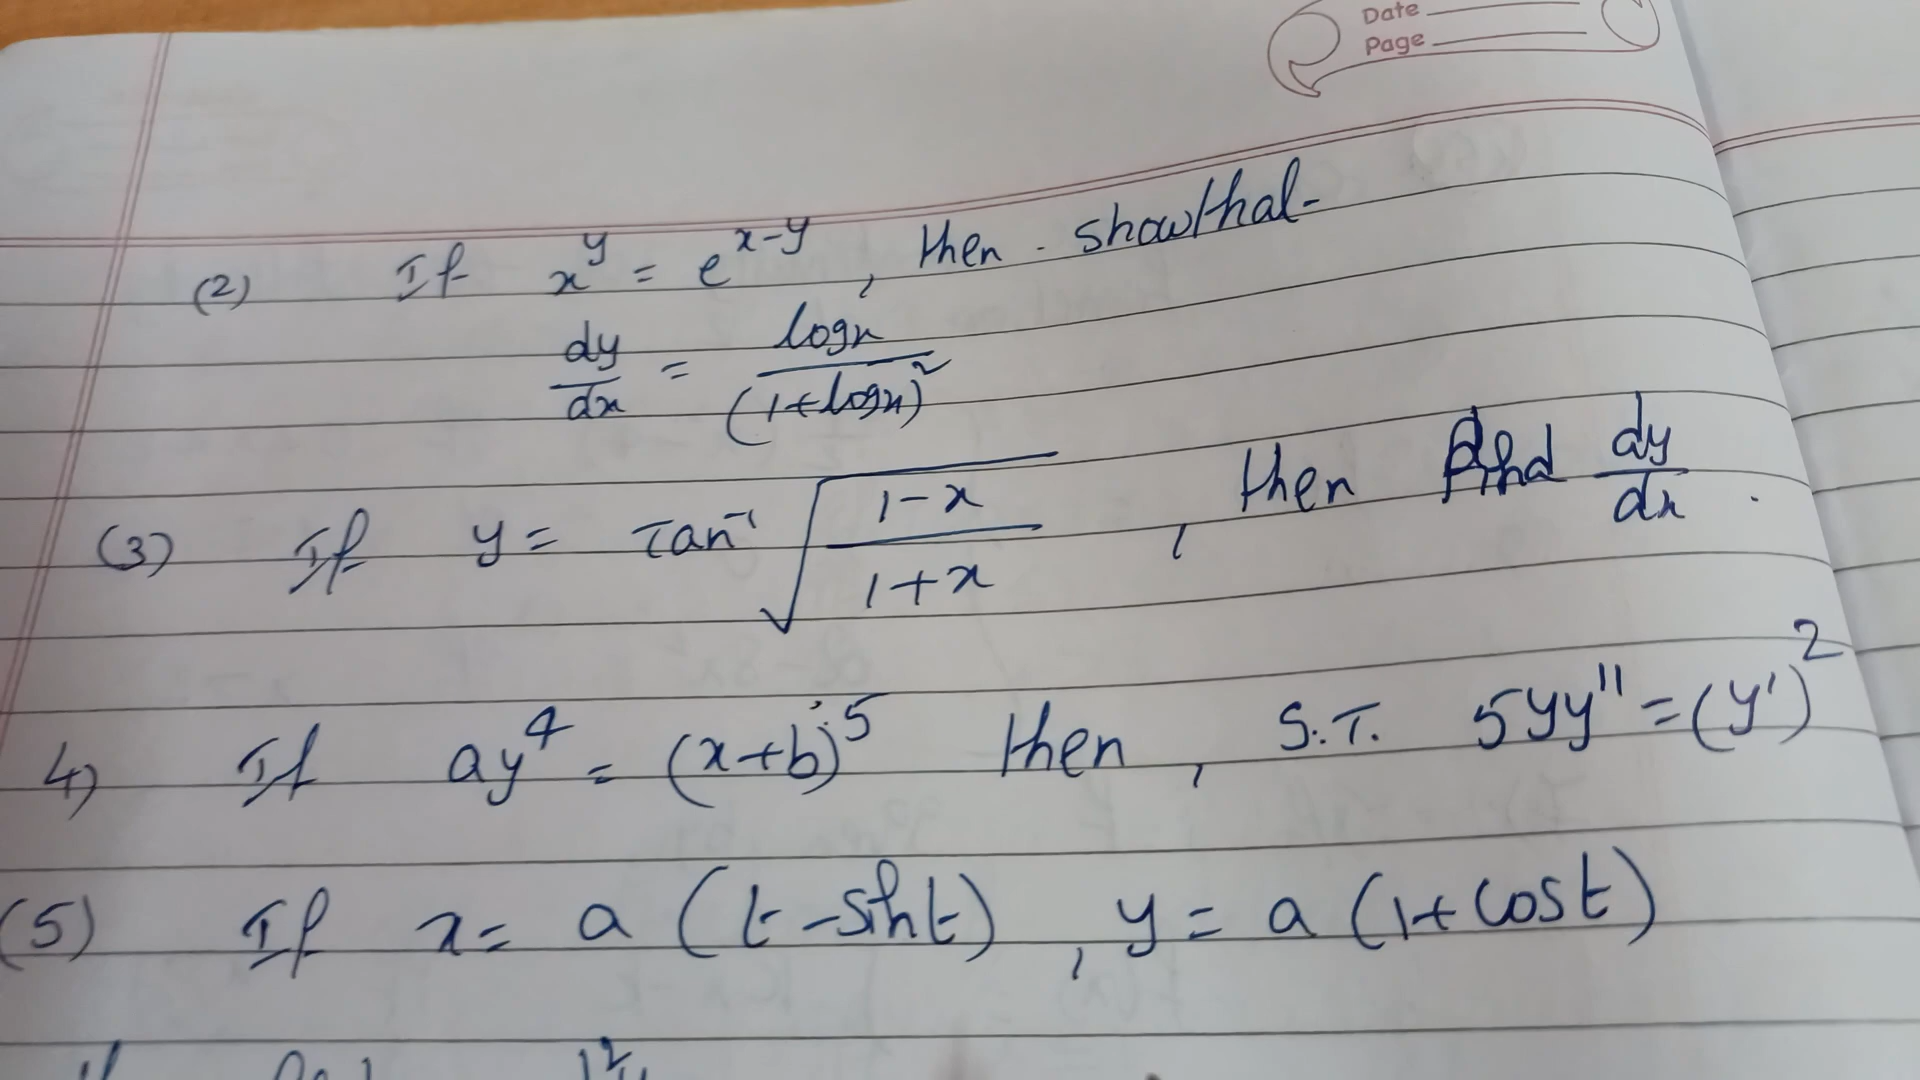 Date
Page
(2) If x^y = e^(x-y), then . showthat
dy/dx = logx/(1+logx)^2
(3) If y = Tan^-1 √((1-x)/(1+x)), then find dy/dx.
4) If ay^4 = (x+b)^5 then, S.T. 5yy'' = (y')^2
(5) If x = a (t-sint), y = a (1+cost)